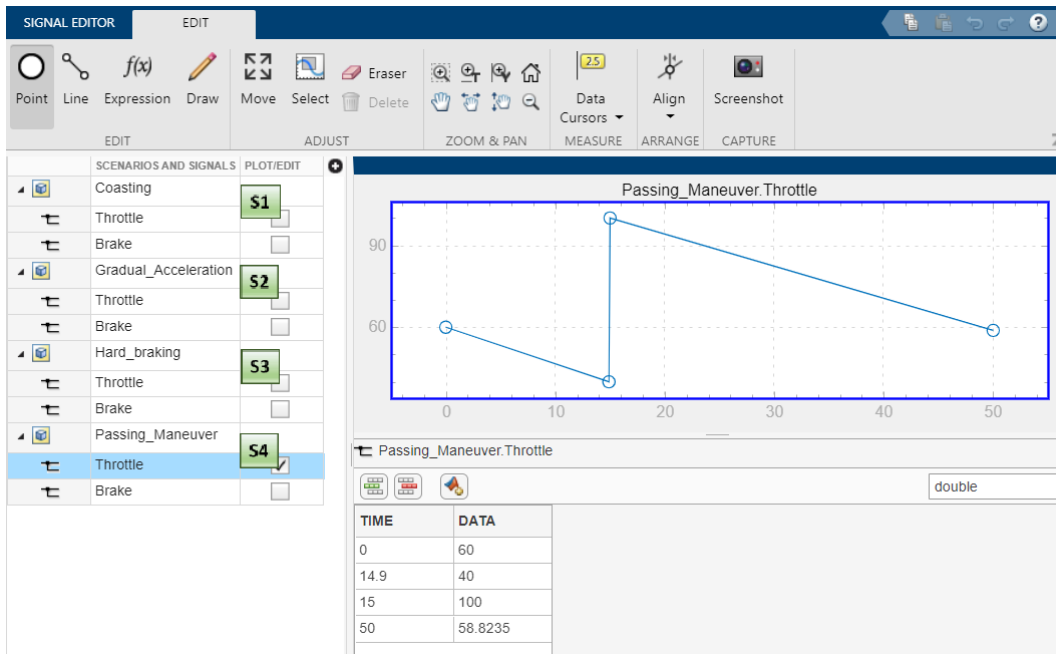 SIGNAL EDITOR EDIT
?
Point Line Expression Draw Move Select Eraser Delete Data Cursors Align Screenshot
f(x)
2.5
EDIT ADJUST ZOOM & PAN MEASURE ARRANGE CAPTURE
SCENARIOS AND SIGNALS PLOT/EDIT
Coasting
S1
Throttle
Brake
Gradual_Acceleration
S2
Throttle
Brake
Hard_braking
S3
Throttle
Brake
Passing_Maneuver
S4
Throttle
Brake
Passing_Maneuver.Throttle
90
60
0 10 20 30 40 50
Passing_Maneuver.Throttle
double
TIME DATA
0 60
14.9 40
15 100
50 58.8235